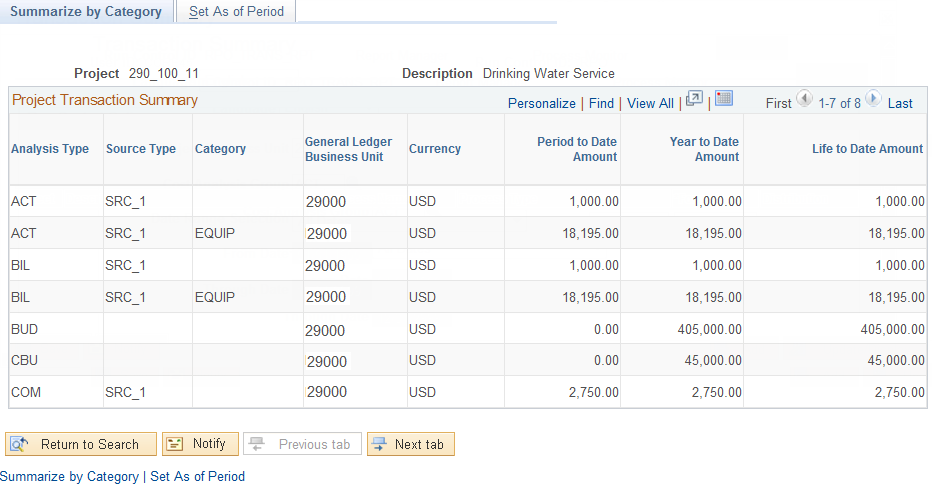 Summarize by Category Set As of Period
Project 290_100_11 Description Drinking Water Service
Project Transaction Summary Personalize | Find | View All | | First 1-7 of 8 Last
Analysis Type Source Type Category General Ledger Business Unit Currency Period to Date Amount Year to Date Amount Life to Date Amount
ACT SRC_1 29000 USD 1,000.00 1,000.00 1,000.00
ACT SRC_1 EQUIP 29000 USD 18,195.00 18,195.00 18,195.00
BIL SRC_1 29000 USD 1,000.00 1,000.00 1,000.00
BIL SRC_1 EQUIP 29000 USD 18,195.00 18,195.00 18,195.00
BUD 29000 USD 0.00 405,000.00 405,000.00
CBU 29000 USD 0.00 45,000.00 45,000.00
COM SRC_1 29000 USD 2,750.00 2,750.00 2,750.00
Return to Search Notify Previous tab Next tab
Summarize by Category | Set As of Period